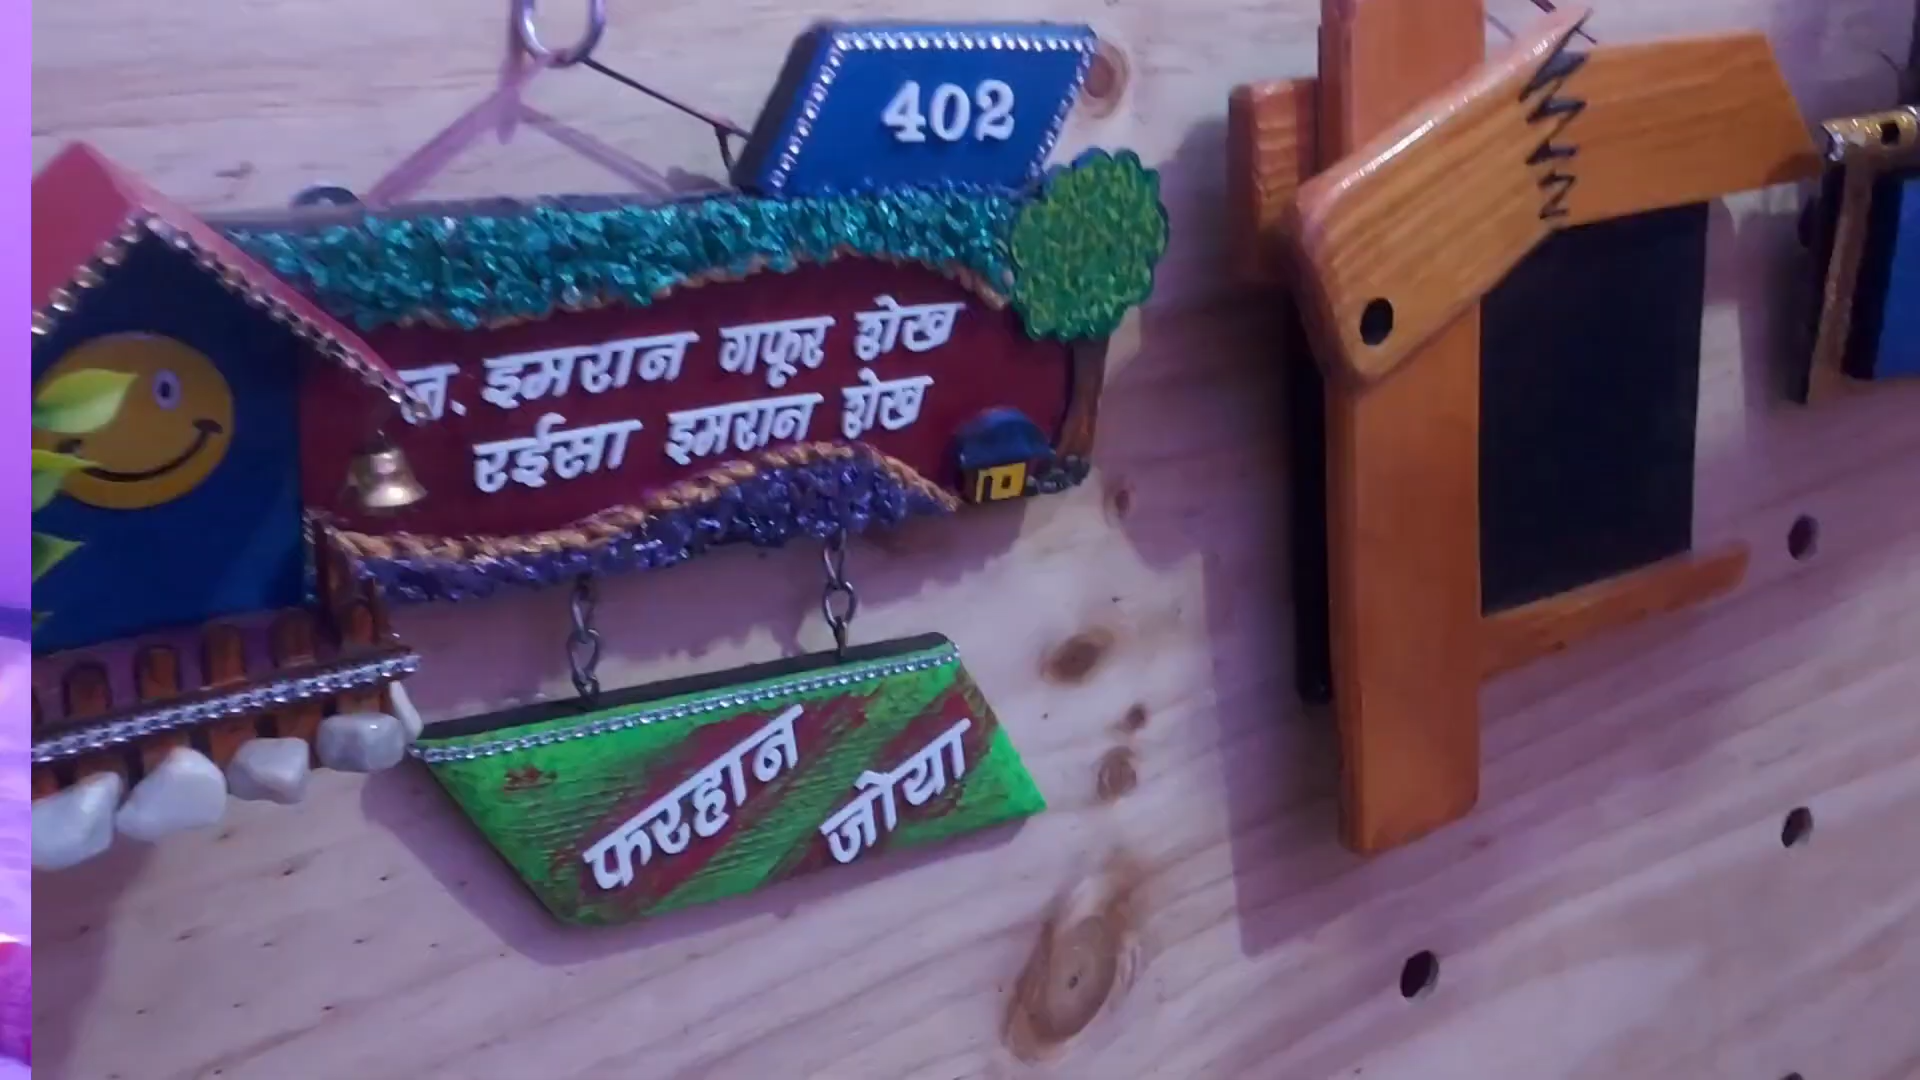 402
इमरान गफूर शेख
रईसा इमरान शेख
फरहान
जोया